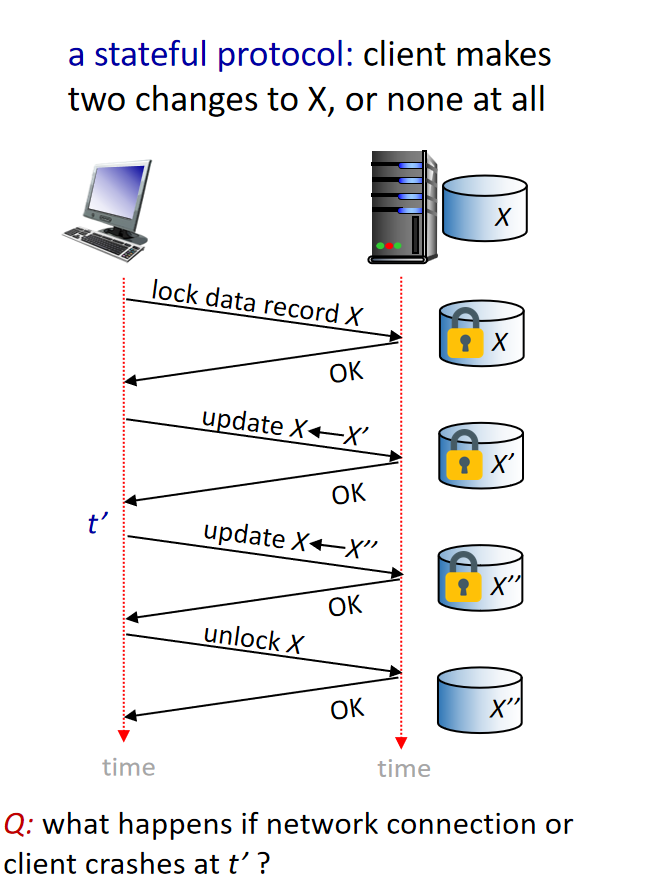 a stateful protocol: client makes
two changes to X, or none at all
X
lock data record X
X
OK
update X X’
X’
OK
t’
update X X’’
X’’
OK
unlock X
X’’
OK
time
time
Q: what happens if network connection or
client crashes at t’ ?